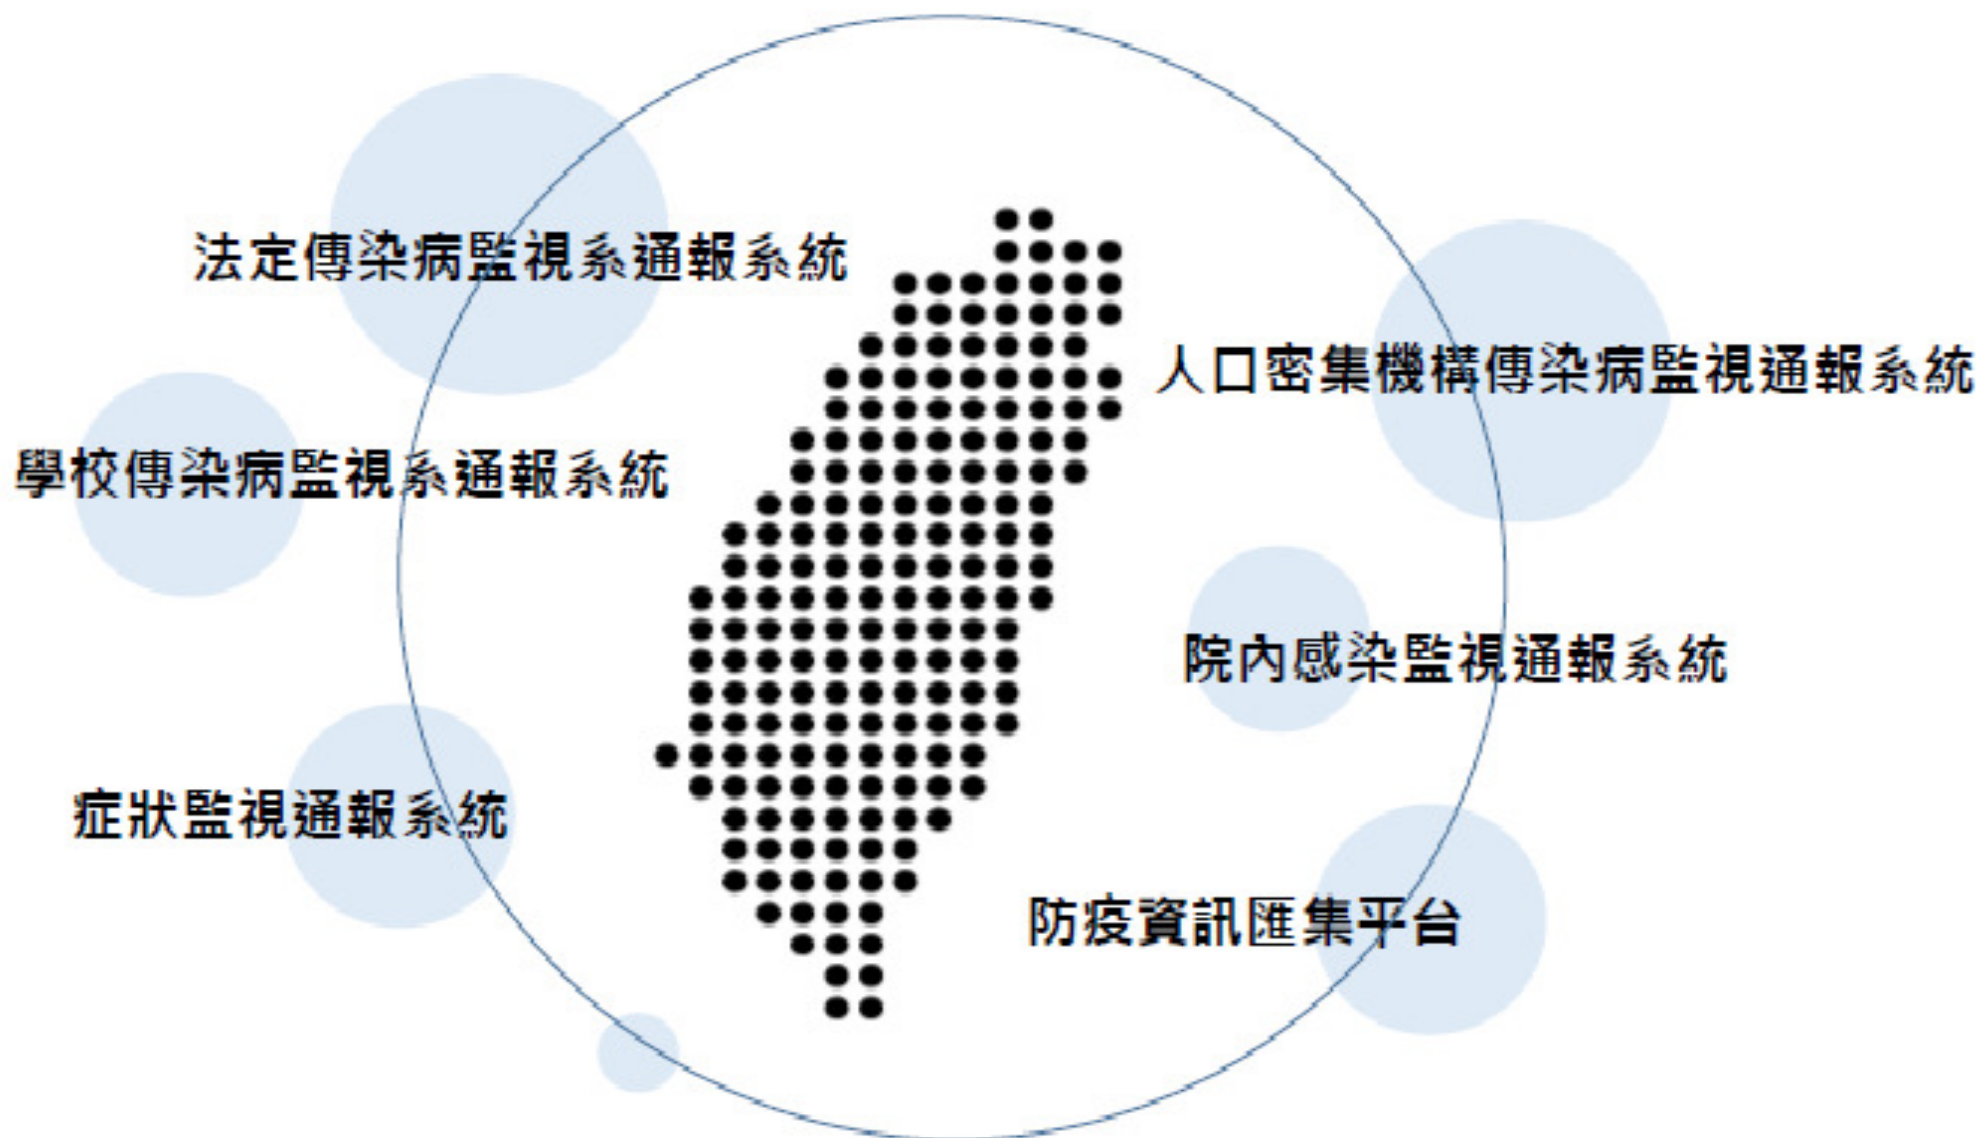 法定傳染病監視系通報系統
學校傳染病監視系通報系統
症狀監視通報系統
人口密集機構傳染病監視通報系統
院內感染監視通報系統
防疫資訊匯集平台